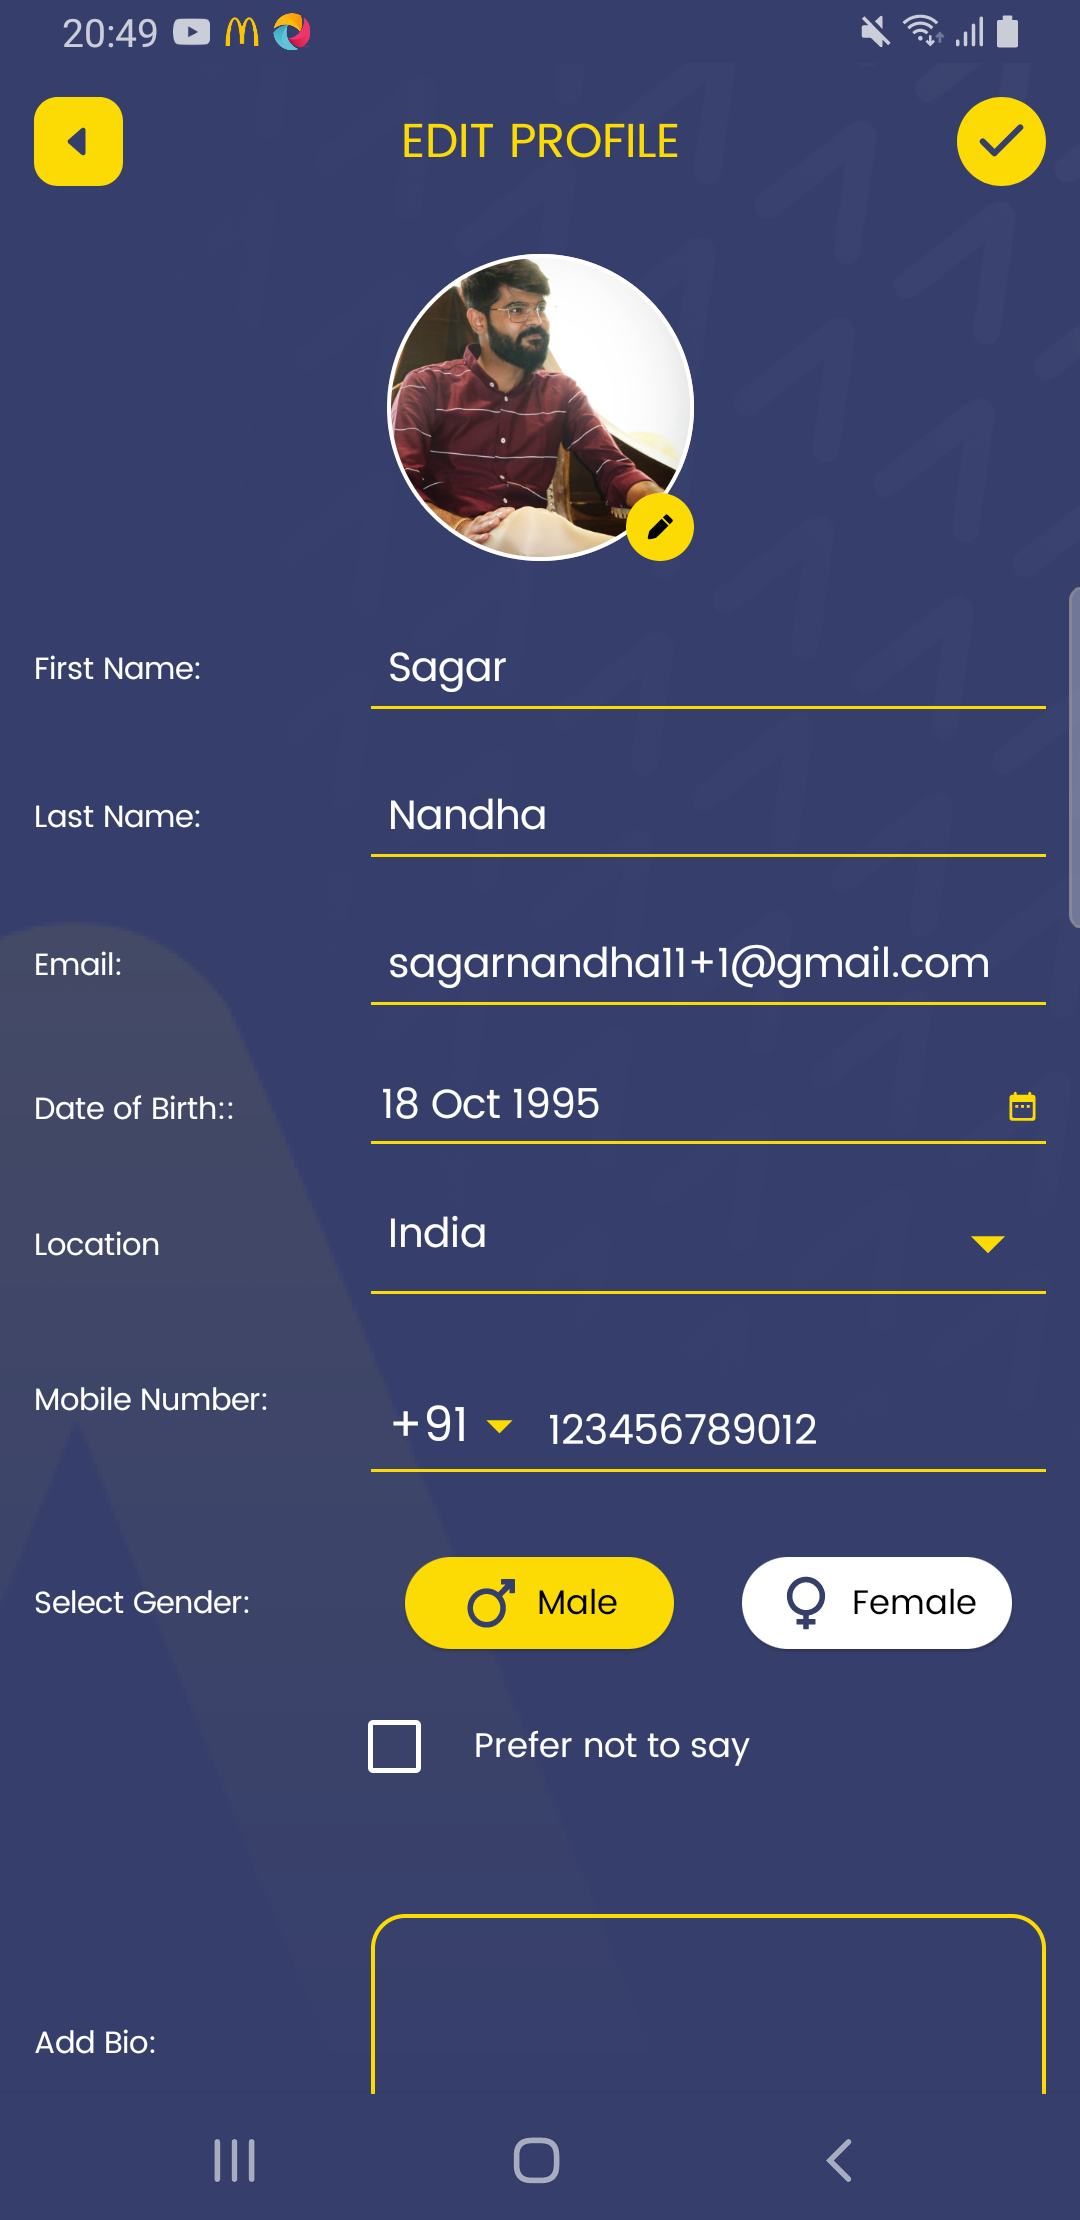 20:49
EDIT PROFILE
First Name: Sagar
Last Name: Nandha
Email: sagarnandha11+1@gmail.com
Date of Birth:: 18 Oct 1995
Location India
Mobile Number: +91 123456789012
Select Gender: Male Female
Prefer not to say
Add Bio: